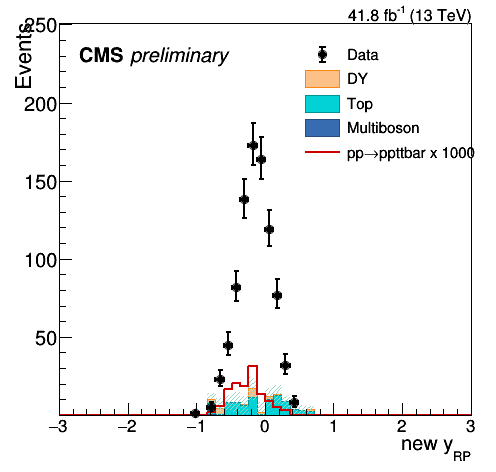 41.8 fb⁻¹ (13 TeV)
Events
CMS preliminary
Data
DY
Top
Multiboson
pp→ppttbar x 1000
250
200
150
100
50
−3 −2 −1 0 1 2 3
new y_RP